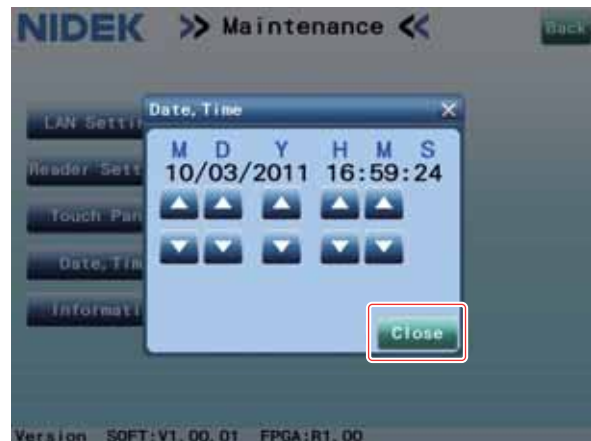 NIDEK >> Maintenance << Back
Date, Time X
LAN Settin
Reader Sett
Touch Pan
Date, Tim
Informati
M D Y H M S
10/03/2011 16:59:24
Close
Version SOFT:V1.00.01 FPGA:R1.00